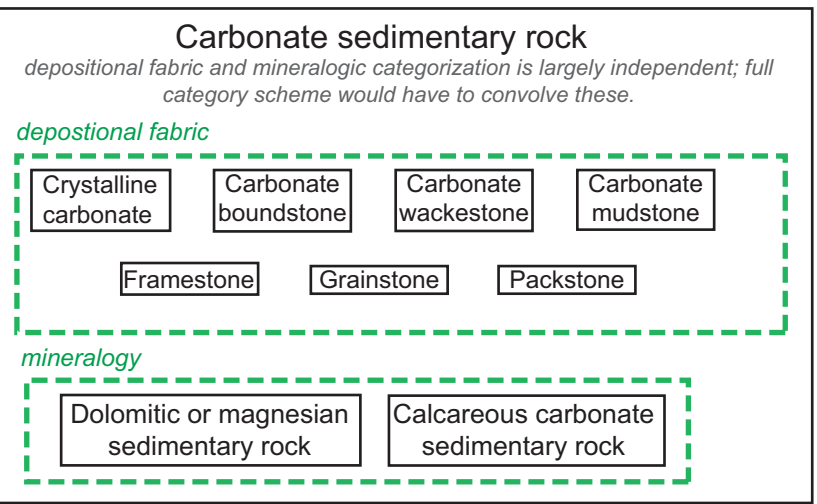 Carbonate sedimentary rock
depositional fabric and mineralogic categorization is largely independent; full
category scheme would have to convolve these.
depostional fabric
Crystalline
carbonate
Carbonate
boundstone
Carbonate
wackestone
Carbonate
mudstone
Framestone
Grainstone
Packstone
mineralogy
Dolomitic or magnesian
sedimentary rock
Calcareous carbonate
sedimentary rock